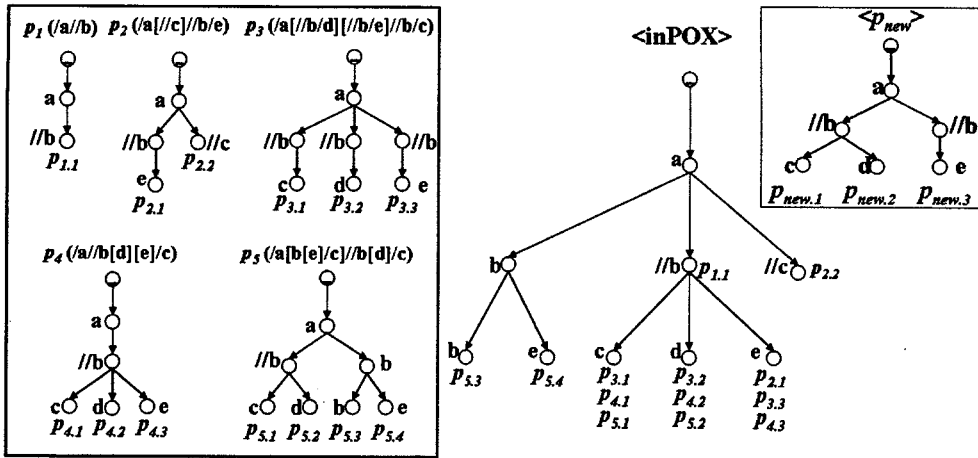 p1 (/a//b) p2 (/a[//c]//b/e) p3 (/a[//b/d][//b/e]//b/c)
a a a
//b //b //c //b //b //b
p1.1 p2.2
e c d e
p2.1 p3.1 p3.2 p3.3
p4 (/a//b[d][e]/c) p5 (/a[b[e]/c]//b[d]/c)
a a
//b //b b
c d e c d b e
p4.1 p4.2 p4.3 p5.1 p5.2 p5.3 p5.4
<inPOX>
a
b //b p1.1 //c p2.2
b e c d e
p5.3 p5.4 p3.1 p3.2 p2.1
p4.1 p4.2 p3.3
p5.1 p5.2 p4.3
<pnew>
a
//b //b
c d e
pnew.1 pnew.2 pnew.3